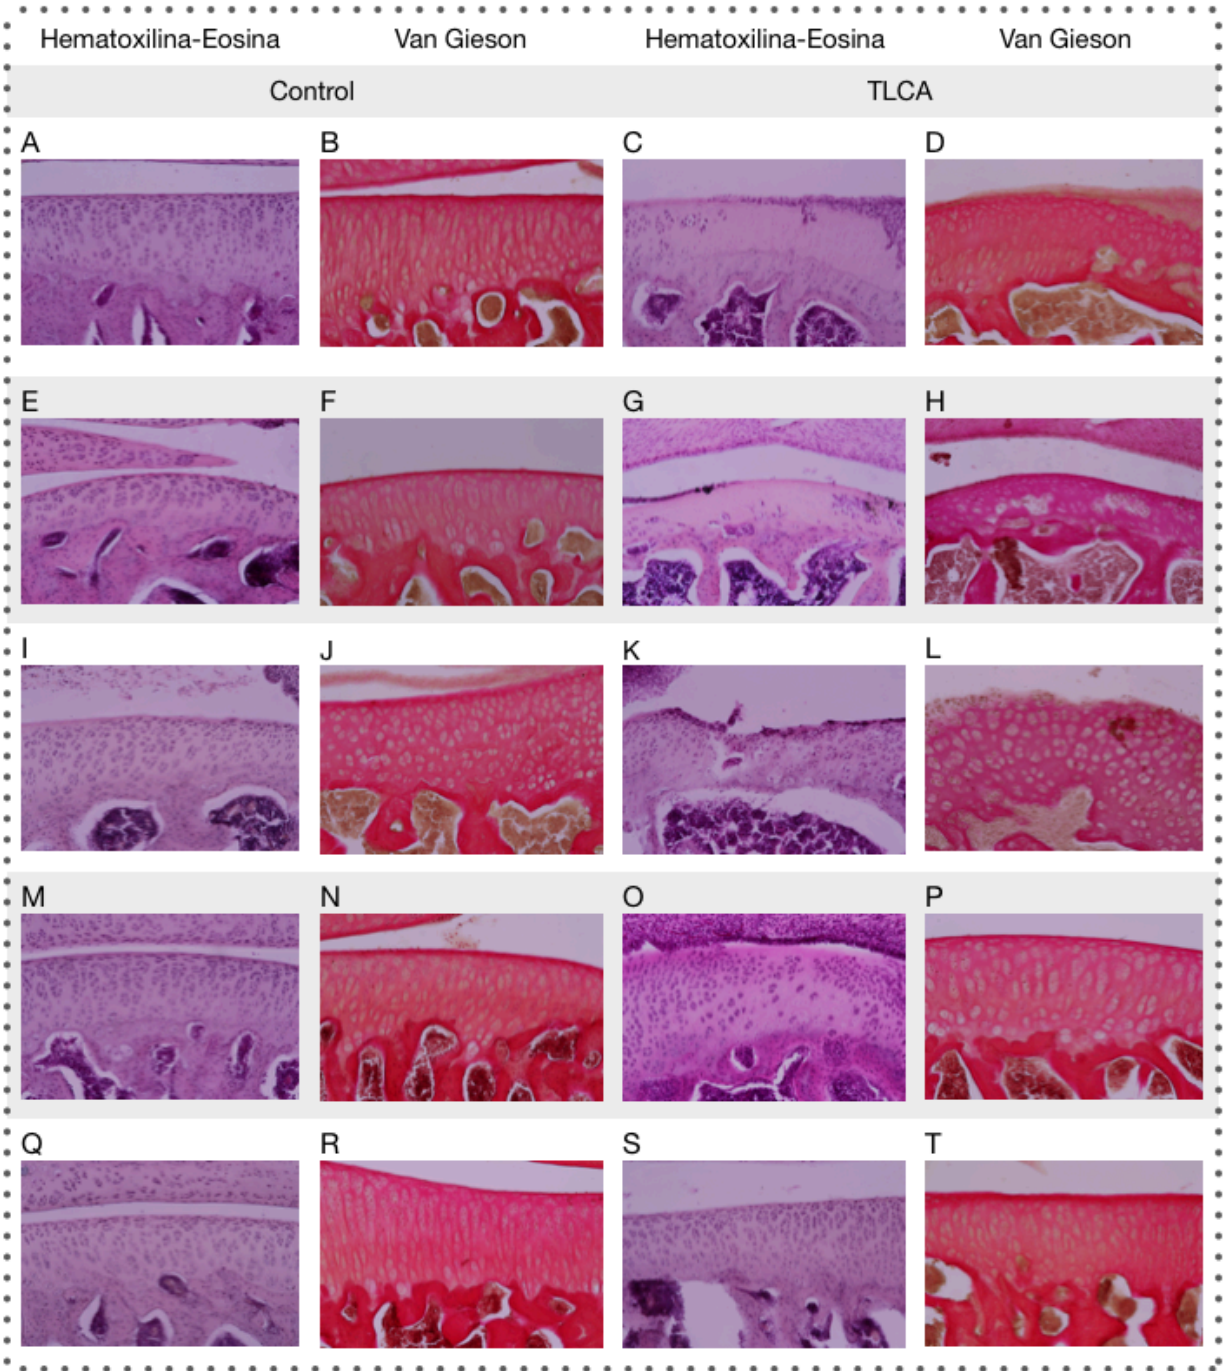 Hematoxilina-Eosina Van Gieson Hematoxilina-Eosina Van Gieson
Control TLCA
A B C D
E F G H
I J K L
M N O P
Q R S T